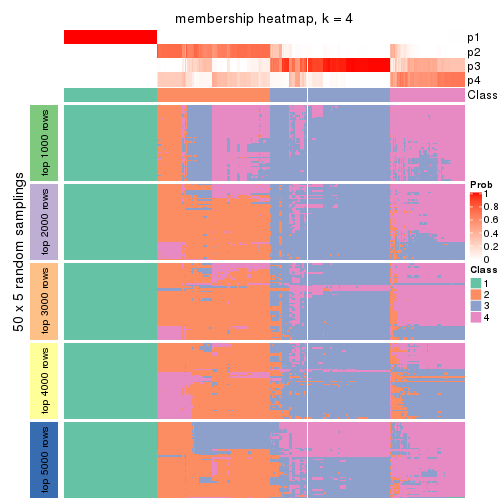 membership heatmap, k = 4
p1
p2
p3
p4
Class
50 x 5 random samplings
top 1000 rows
top 2000 rows
top 3000 rows
top 4000 rows
top 5000 rows
Prob
1
0.8
0.6
0.4
0.2
0
Class
1
2
3
4